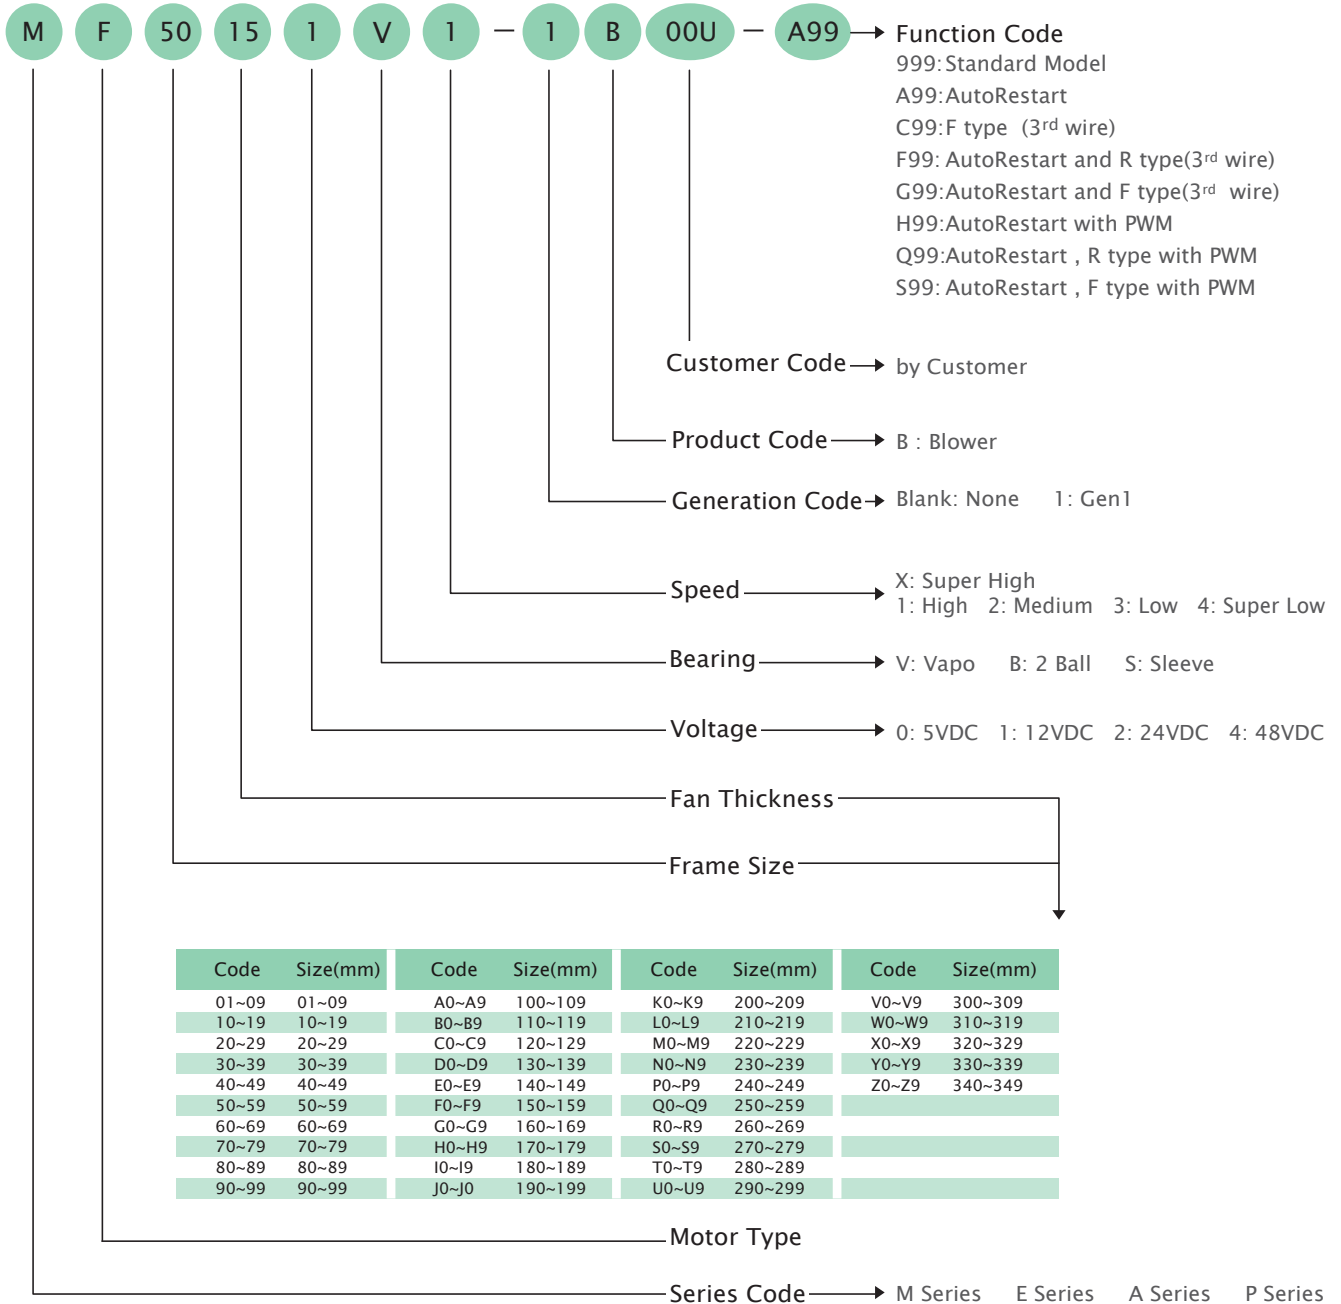 M F 50 15 1 V 1 - 1 B 00U - A99
Function Code
999:Standard Model
A99:AutoRestart
C99:F type (3rd wire)
F99: AutoRestart and R type(3rd wire)
G99:AutoRestart and F type(3rd wire)
H99:AutoRestart with PWM
Q99:AutoRestart , R type with PWM
S99: AutoRestart , F type with PWM
Customer Code by Customer
Product Code B : Blower
Generation Code Blank: None 1: Gen1
Speed X: Super High
1: High 2: Medium 3: Low 4: Super Low
Bearing V: Vapo B: 2 Ball S: Sleeve
Voltage 0: 5VDC 1: 12VDC 2: 24VDC 4: 48VDC
Fan Thickness
Frame Size
Code Size(mm) Code Size(mm) Code Size(mm) Code Size(mm)
01~09 01~09 A0~A9 100~109 K0~K9 200~209 V0~V9 300~309
10~19 10~19 B0~B9 110~119 L0~L9 210~219 W0~W9 310~319
20~29 20~29 C0~C9 120~129 M0~M9 220~229 X0~X9 320~329
30~39 30~39 D0~D9 130~139 N0~N9 230~239 Y0~Y9 330~339
40~49 40~49 E0~E9 140~149 P0~P9 240~249 Z0~Z9 340~349
50~59 50~59 F0~F9 150~159 Q0~Q9 250~259
60~69 60~69 G0~G9 160~169 R0~R9 260~269
70~79 70~79 H0~H9 170~179 S0~S9 270~279
80~89 80~89 I0~I9 180~189 T0~T9 280~289
90~99 90~99 J0~J0 190~199 U0~U9 290~299
Motor Type
Series Code M Series E Series A Series P Series